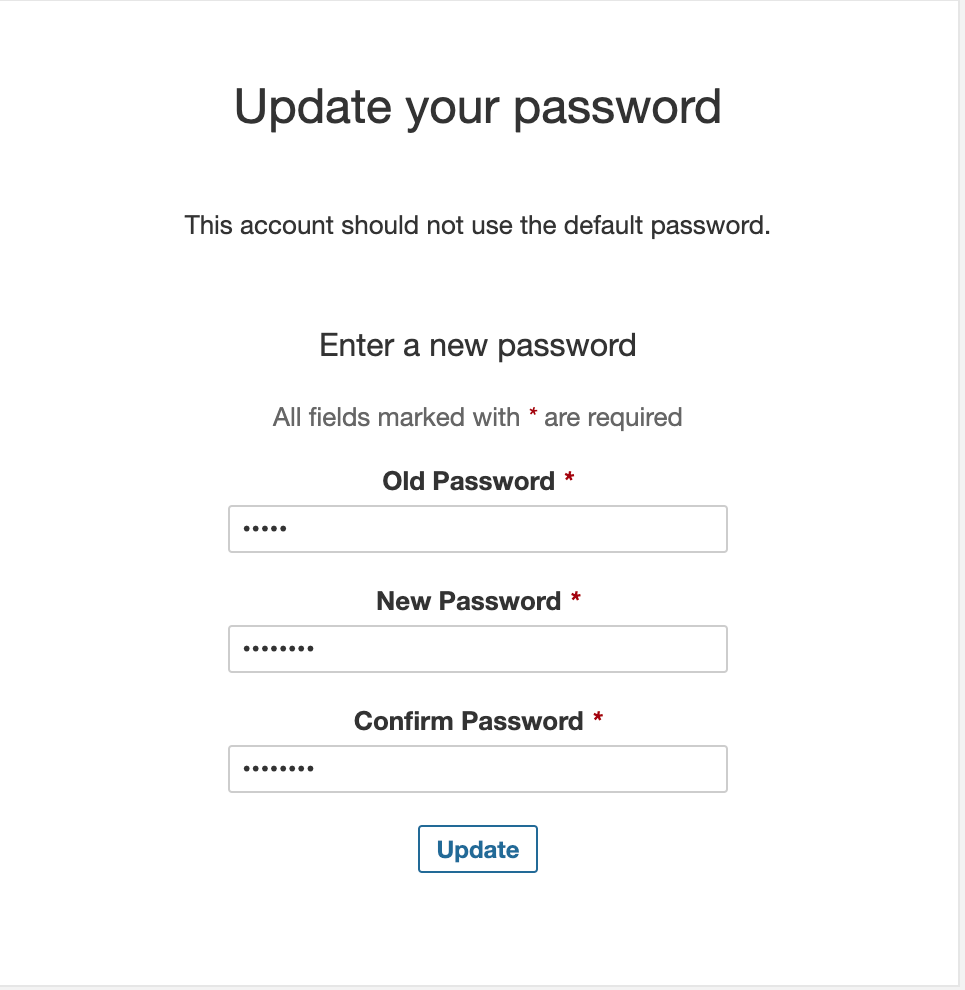 Update your password
This account should not use the default password.
Enter a new password
All fields marked with * are required
Old Password *
•••••
New Password *
••••••••
Confirm Password *
••••••••
Update